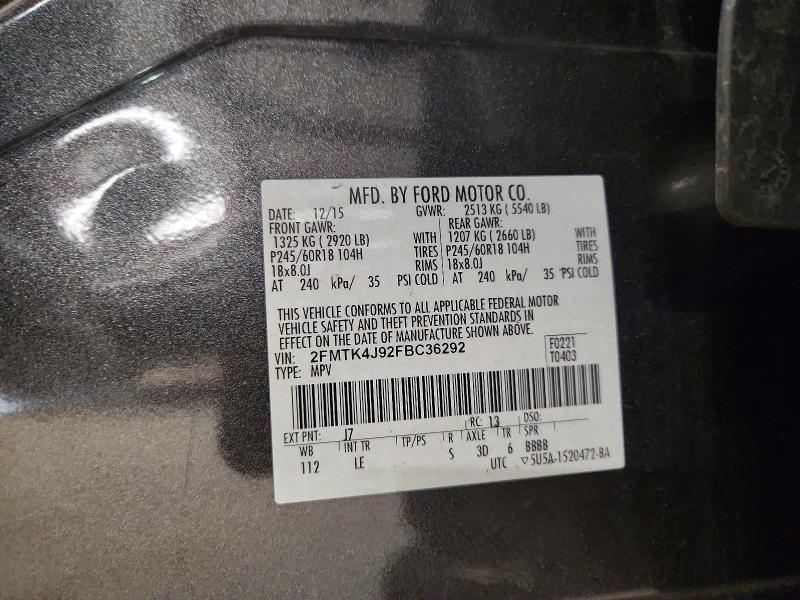 MFD. BY FORD MOTOR CO.
DATE: 12/15 GVWR: 2513 KG ( 5540 LB)
FRONT GAWR: REAR GAWR:
1325 KG ( 2920 LB) WITH 1207 KG ( 2660 LB) WITH
P245/60R18 104H TIRES P245/60R18 104H TIRES
18x8.0J RIMS 18x8.0J RIMS
AT 240 kPa/ 35 PSI COLD AT 240 kPa/ 35 PSI COLD
THIS VEHICLE CONFORMS TO ALL APPLICABLE FEDERAL MOTOR
VEHICLE SAFETY AND THEFT PREVENTION STANDARDS IN
EFFECT ON THE DATE OF MANUFACTURE SHOWN ABOVE.
VIN: 2FMTK4J92FBC36292 F0221
TYPE: MPV T0403
EXT PNT: J7 RC: 13 DSO:
WB INT TR TP/PS R AXLE TR SPR
112 LE S 3D 6 BBBB
UTC ▽5U5A-1520472-BA